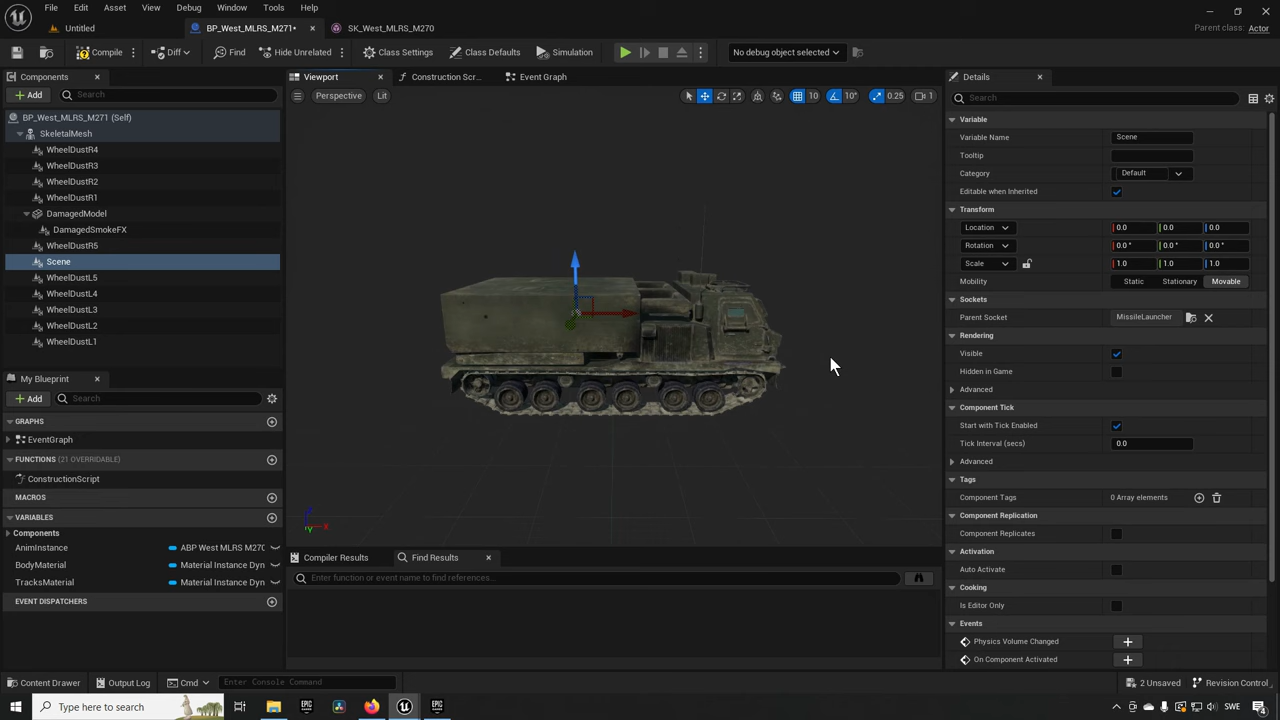 File Edit Asset View Debug Window Tools Help
Untitled
BP_West_MLRS_M271•
SK_West_MLRS_M270
Parent class: Actor
Compile
Diff
Find
Hide Unrelated
Class Settings
Class Defaults
Simulation
No debug object selected
Components
Add
Search
BP_West_MLRS_M271 (Self)
SkeletalMesh
WheelDustR4
WheelDustR3
WheelDustR2
WheelDustR1
DamagedModel
DamagedSmokeFX
WheelDustR5
Scene
WheelDustL5
WheelDustL4
WheelDustL3
WheelDustL2
WheelDustL1
My Blueprint
Add
Search
GRAPHS
EventGraph
FUNCTIONS (21 OVERRIDABLE)
ConstructionScript
MACROS
VARIABLES
Components
AnimInstance ABP West MLRS M270
BodyMaterial Material Instance Dyn
TracksMaterial Material Instance Dyn
EVENT DISPATCHERS
Viewport
Construction Scr...
Event Graph
Perspective
Lit
10
10°
0.25
1
Z
X
Y
Compiler Results
Find Results
Enter function or event name to find references...
Details
Search
Variable
Variable Name Scene
Tooltip
Category Default
Editable when Inherited
Transform
Location 0.0 0.0 0.0
Rotation 0.0 ° 0.0 ° 0.0 °
Scale 1.0 1.0 1.0
Mobility Static Stationary Movable
Sockets
Parent Socket MissileLauncher
Rendering
Visible
Hidden in Game
Advanced
Component Tick
Start with Tick Enabled
Tick Interval (secs) 0.0
Advanced
Tags
Component Tags 0 Array elements
Component Replication
Component Replicates
Activation
Auto Activate
Cooking
Is Editor Only
Events
Physics Volume Changed
On Component Activated
Content Drawer
Output Log
Cmd
Enter Console Command
2 Unsaved
Revision Control
Type here to search
EPIC GAMES
EPIC GAMES
SWE